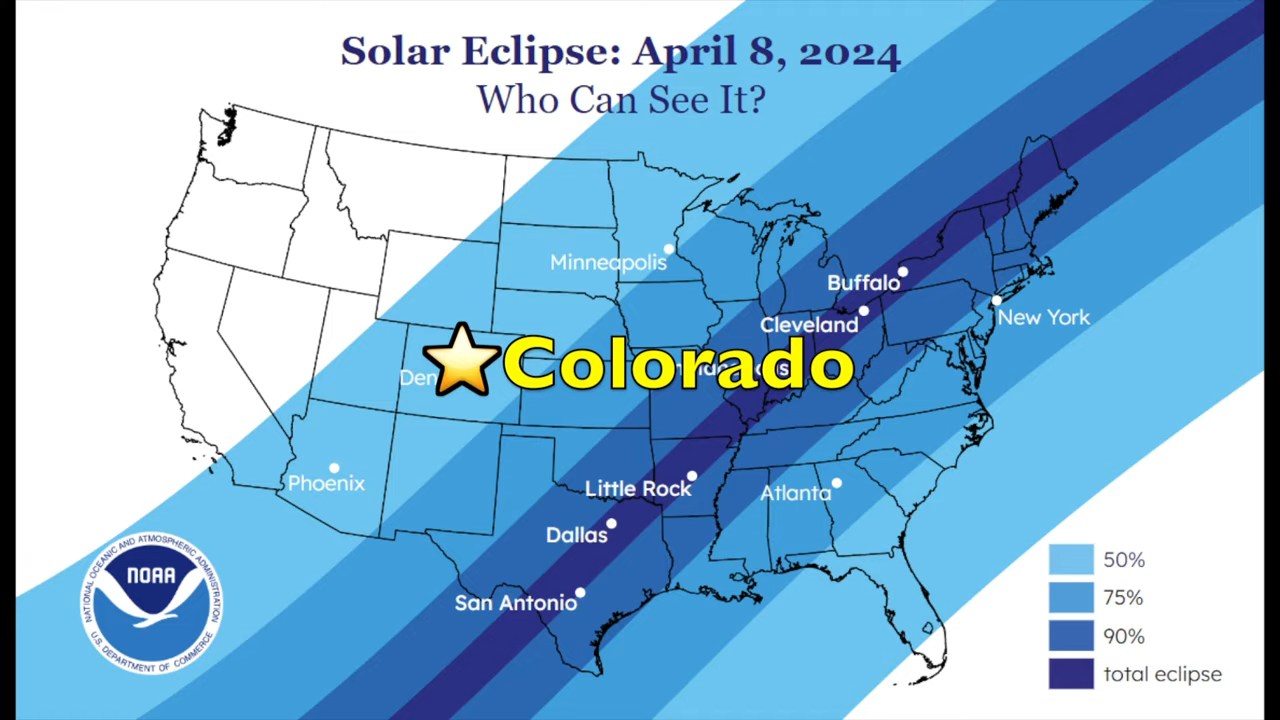 Solar Eclipse: April 8, 2024
Who Can See It?
Minneapolis
Buffalo
Cleveland
New York
Colorado
Den
Phoenix
Little Rock
Atlanta
Dallas
San Antonio
NATIONAL OCEANIC AND ATMOSPHERIC ADMINISTRATION
NOAA
U.S. DEPARTMENT OF COMMERCE
50%
75%
90%
total eclipse